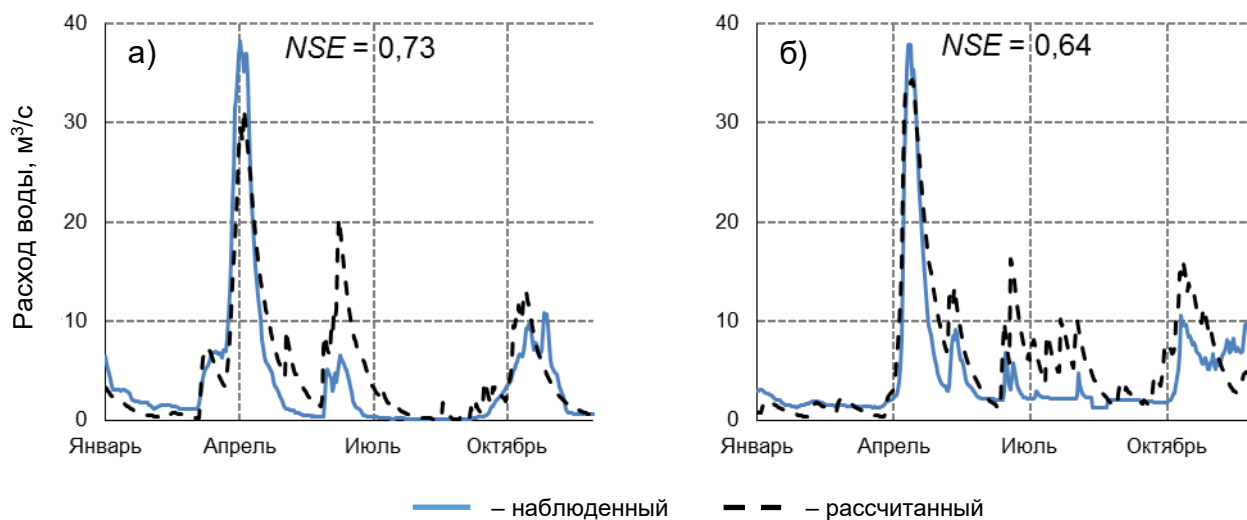 а)
NSE = 0,73
Расход воды, м³/с
40
30
20
10
0
Январь Апрель Июль Октябрь
б)
NSE = 0,64
40
30
20
10
0
Январь Апрель Июль Октябрь
– наблюденный – рассчитанный